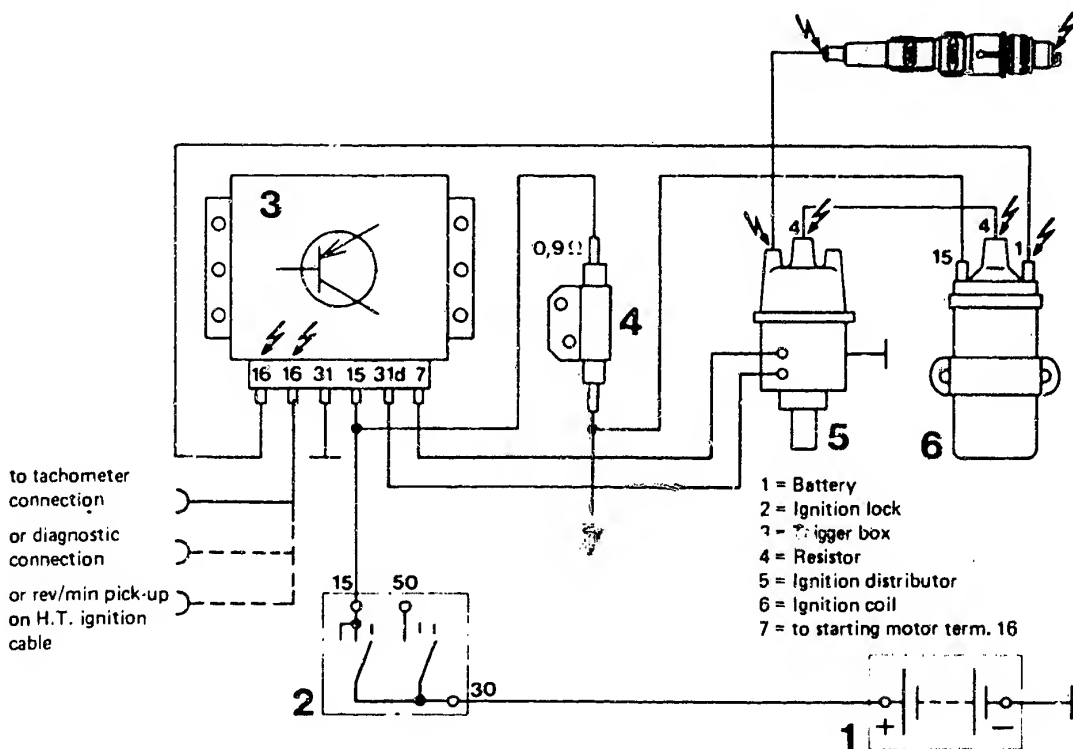 3
0,9Ω
4
4
15
4
1
16 16 31 15 31d 7
5
6
to tachometer
connection
or diagnostic
connection
or rev/min pick-up
on H.T. ignition
cable
15 50
30
2
1 = Battery
2 = Ignition lock
3 = Trigger box
4 = Resistor
5 = Ignition distributor
6 = Ignition coil
7 = to starting motor term. 16
1
+ −